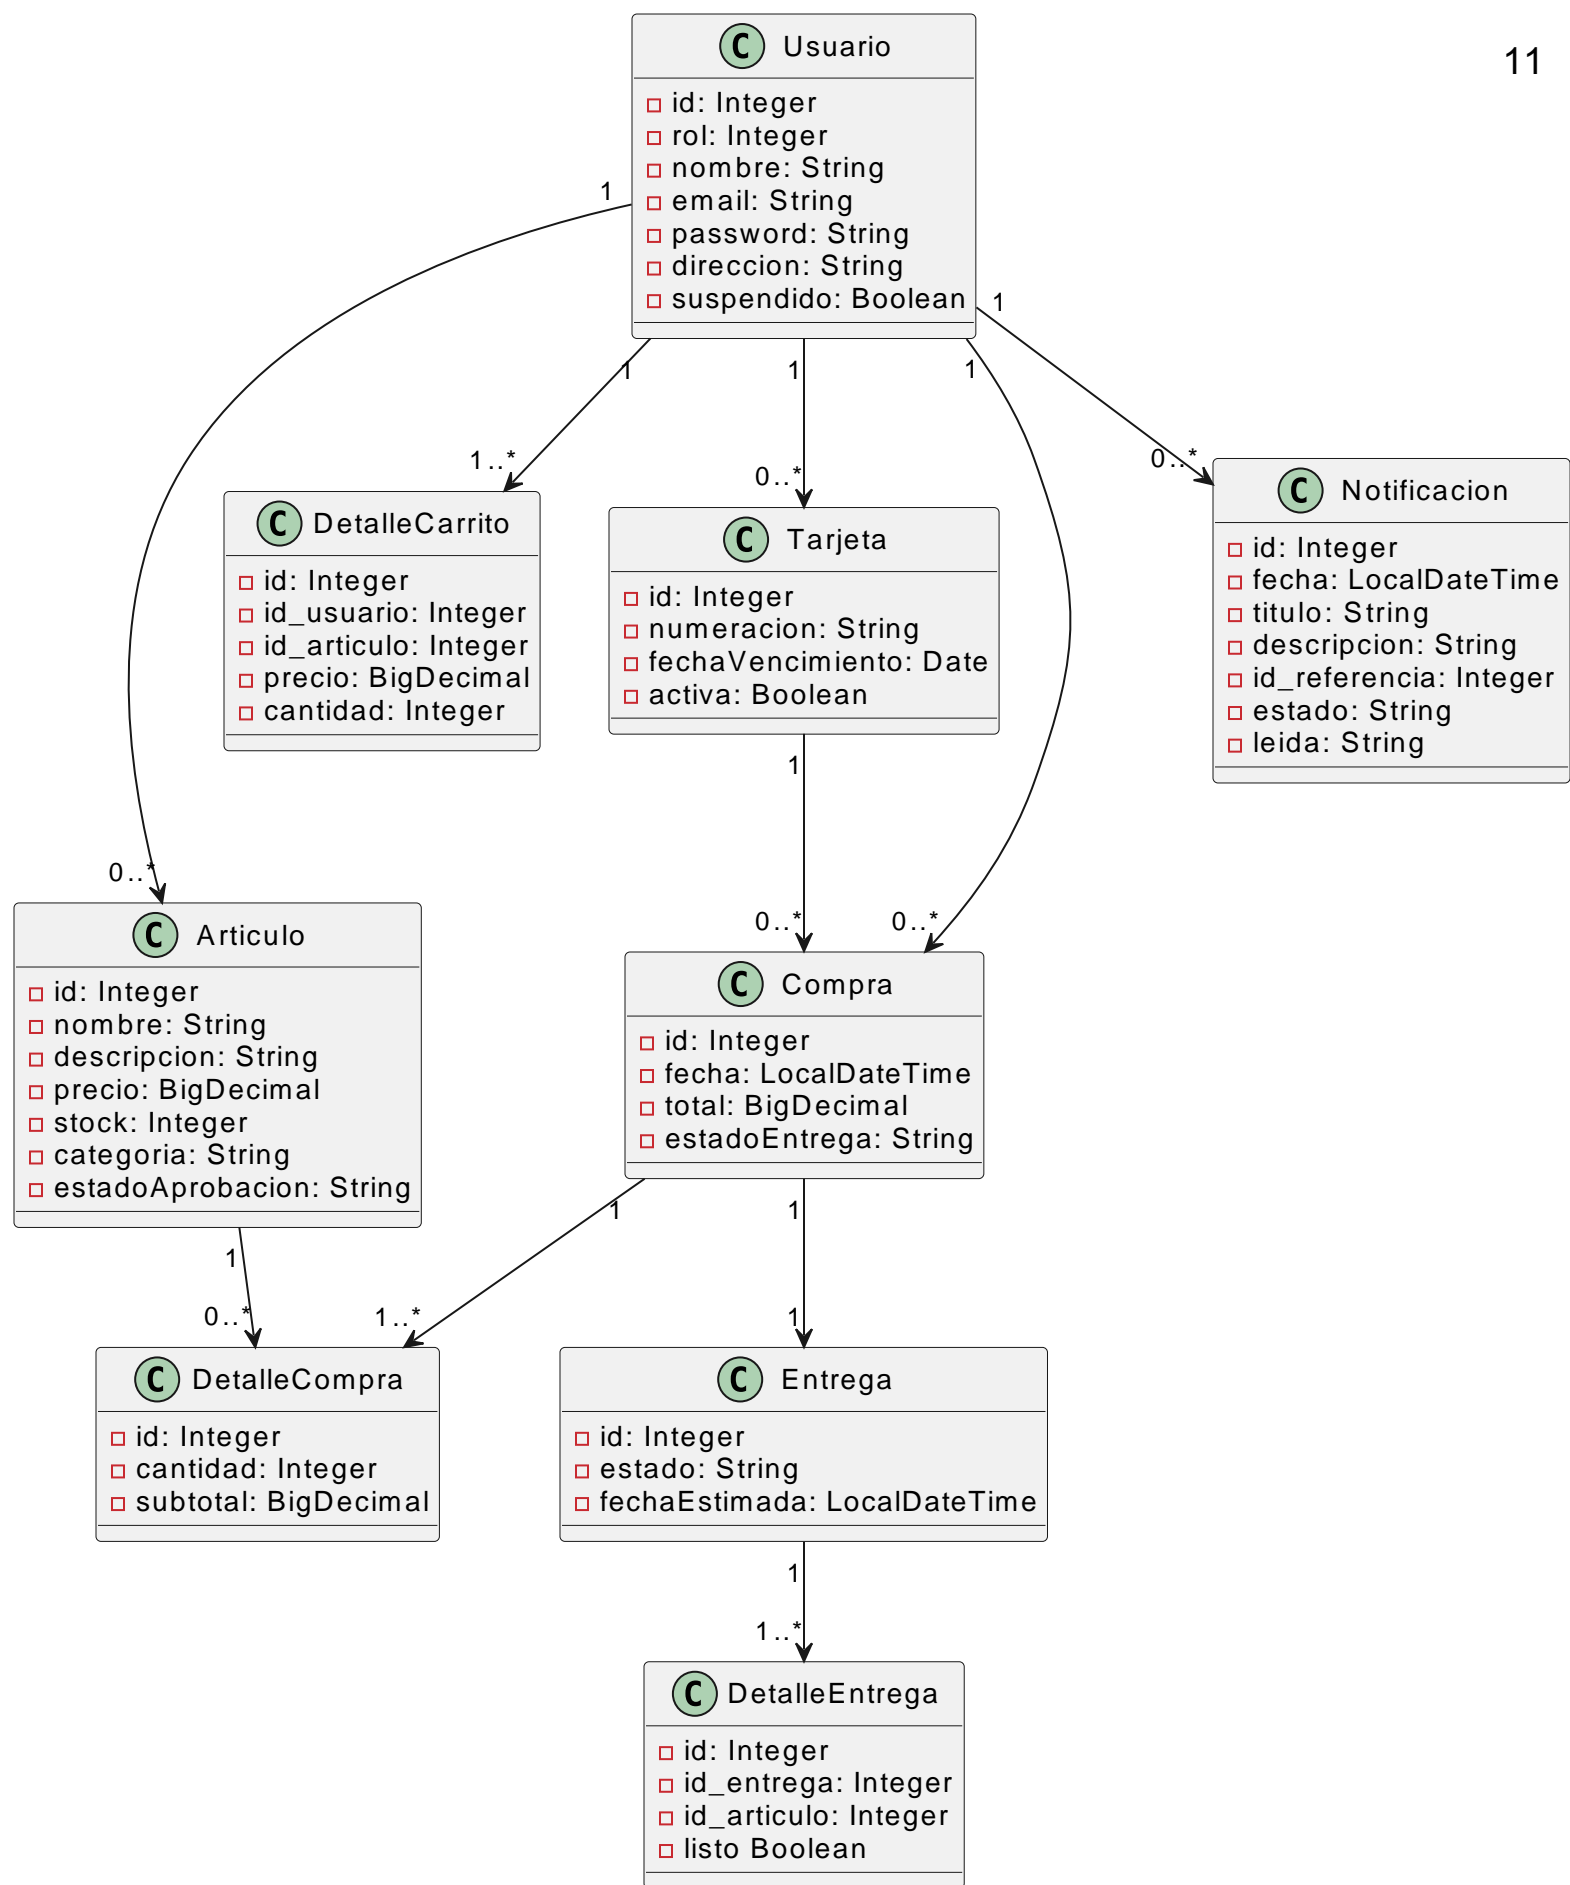 11
C Usuario
id: Integer
rol: Integer
nombre: String
email: String
password: String
direccion: String
suspendido: Boolean
1
1
1
1
1
1..*
0..*
0..*
C DetalleCarrito
id: Integer
id_usuario: Integer
id_articulo: Integer
precio: BigDecimal
cantidad: Integer
C Tarjeta
id: Integer
numeracion: String
fechaVencimiento: Date
activa: Boolean
C Notificacion
id: Integer
fecha: LocalDateTime
titulo: String
descripcion: String
id_referencia: Integer
estado: String
leida: String
1
0..*
0..*
0..*
C Articulo
id: Integer
nombre: String
descripcion: String
precio: BigDecimal
stock: Integer
categoria: String
estadoAprobacion: String
C Compra
id: Integer
fecha: LocalDateTime
total: BigDecimal
estadoEntrega: String
1
1
1
0..*
1..*
1
C DetalleCompra
id: Integer
cantidad: Integer
subtotal: BigDecimal
C Entrega
id: Integer
estado: String
fechaEstimada: LocalDateTime
1
1..*
C DetalleEntrega
id: Integer
id_entrega: Integer
id_articulo: Integer
listo Boolean